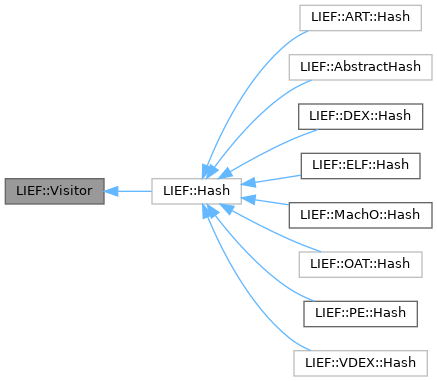 LIEF::Visitor
LIEF::Hash
LIEF::ART::Hash
LIEF::AbstractHash
LIEF::DEX::Hash
LIEF::ELF::Hash
LIEF::MachO::Hash
LIEF::OAT::Hash
LIEF::PE::Hash
LIEF::VDEX::Hash